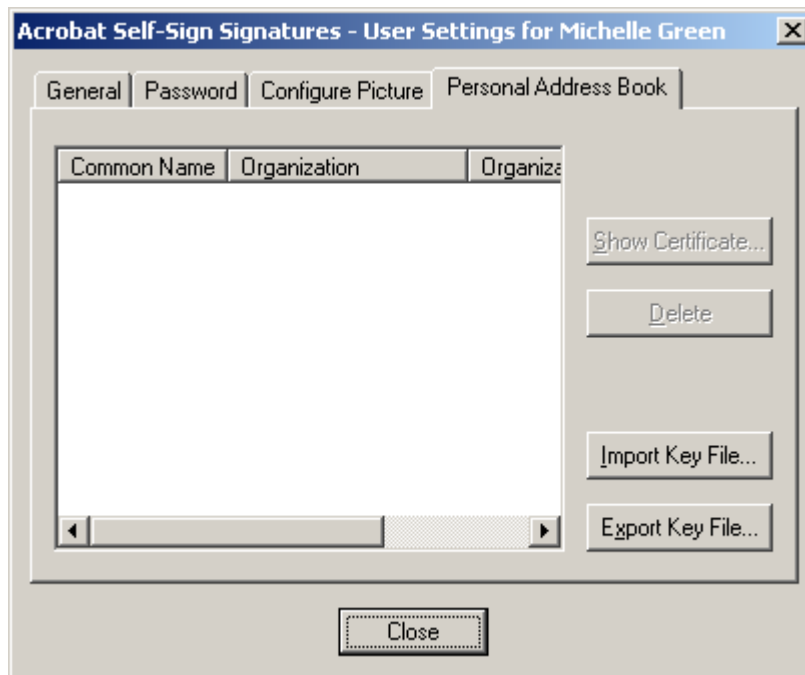 Acrobat Self-Sign Signatures - User Settings for Michelle Green
General Password Configure Picture Personal Address Book
Common Name Organization Organiza
Show Certificate...
Delete
Import Key File...
Export Key File...
Close